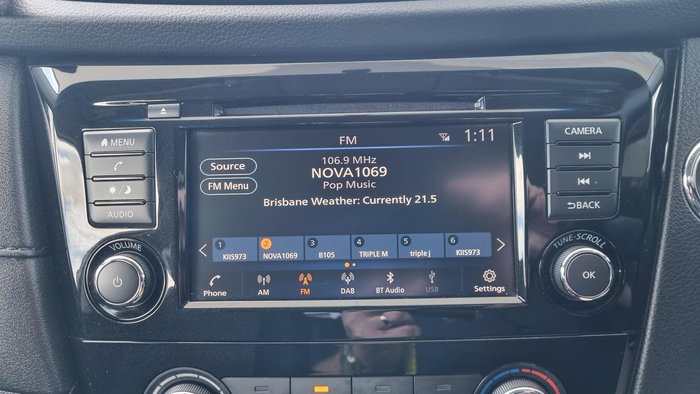 MENU
AUDIO
VOLUME
FM
1:11
Source
FM Menu
106.9 MHz
NOVA1069
Pop Music
Brisbane Weather: Currently 21.5
1 2 3 4 5 6
KIIS973 NOVA1069 B105 TRIPLE M triple j KIIS973
Phone AM FM DAB BT Audio USB Settings
CAMERA
BACK
TUNE·SCROLL
OK